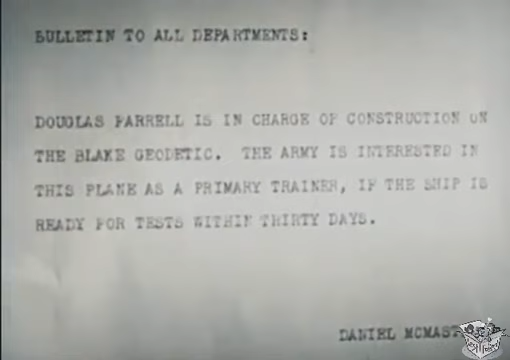 BULLETIN TO ALL DEPARTMENTS:
DOUGLAS FARRELL IS IN CHARGE OF CONSTRUCTION ON
THE BLAKE GEODETIC. THE ARMY IS INTERESTED IN
THIS PLANE AS A PRIMARY TRAINER, IF THE SHIP IS
READY FOR TESTS WITHIN THIRTY DAYS.
DANIEL